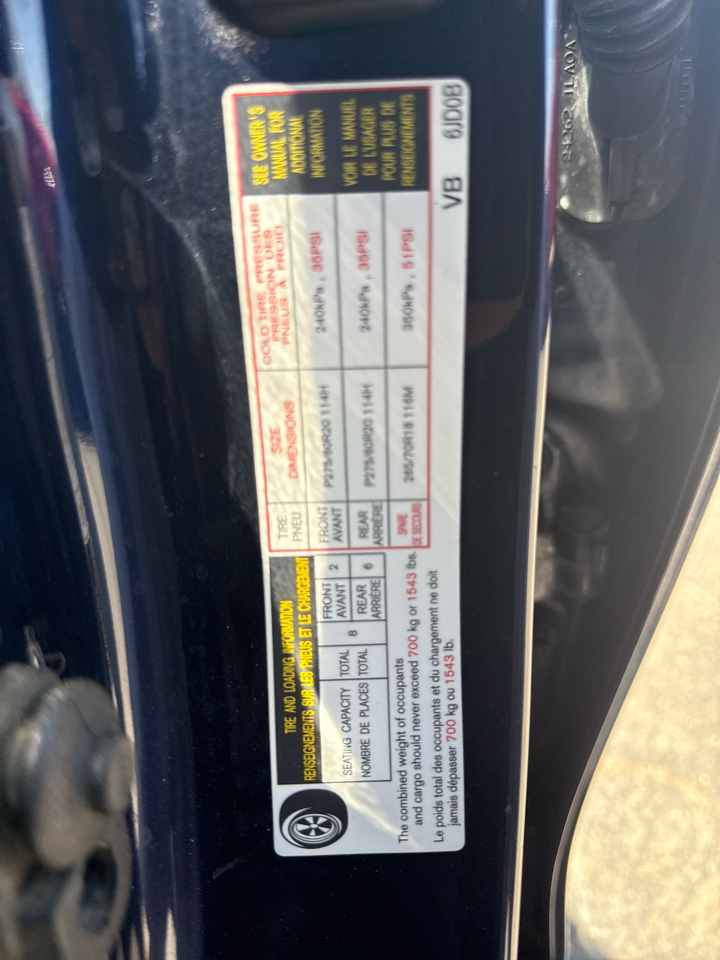 TIRE AND LOADING INFORMATION
RENSEIGNEMENTS SUR LES PNEUS ET LE CHARGEMENT
SEATING CAPACITY
NOMBRE DE PLACES
TOTAL
TOTAL
8
FRONT
AVANT
2
REAR
ARRIÈRE
6
The combined weight of occupants
and cargo should never exceed 700 kg or 1543 lbs.
Le poids total des occupants et du chargement ne doit
jamais dépasser 700 kg ou 1543 lb.
TIRE
PNEU
SIZE
DIMENSIONS
COLD TIRE PRESSURE
PRESSION DES
PNEUS À FROID
FRONT
AVANT
P275/60R20 114H
240kPa , 35PSI
REAR
ARRIÈRE
P275/60R20 114H
240kPa , 35PSI
SPARE
DE SECOURS
265/70R18 116M
350kPa , 51PSI
SEE OWNER'S
MANUAL FOR
ADDITIONAL
INFORMATION
VOIR LE MANUEL
DE L'USAGER
POUR PLUS DE
RENSEIGNEMENTS
VB 6JD0B
24262 1LA0A